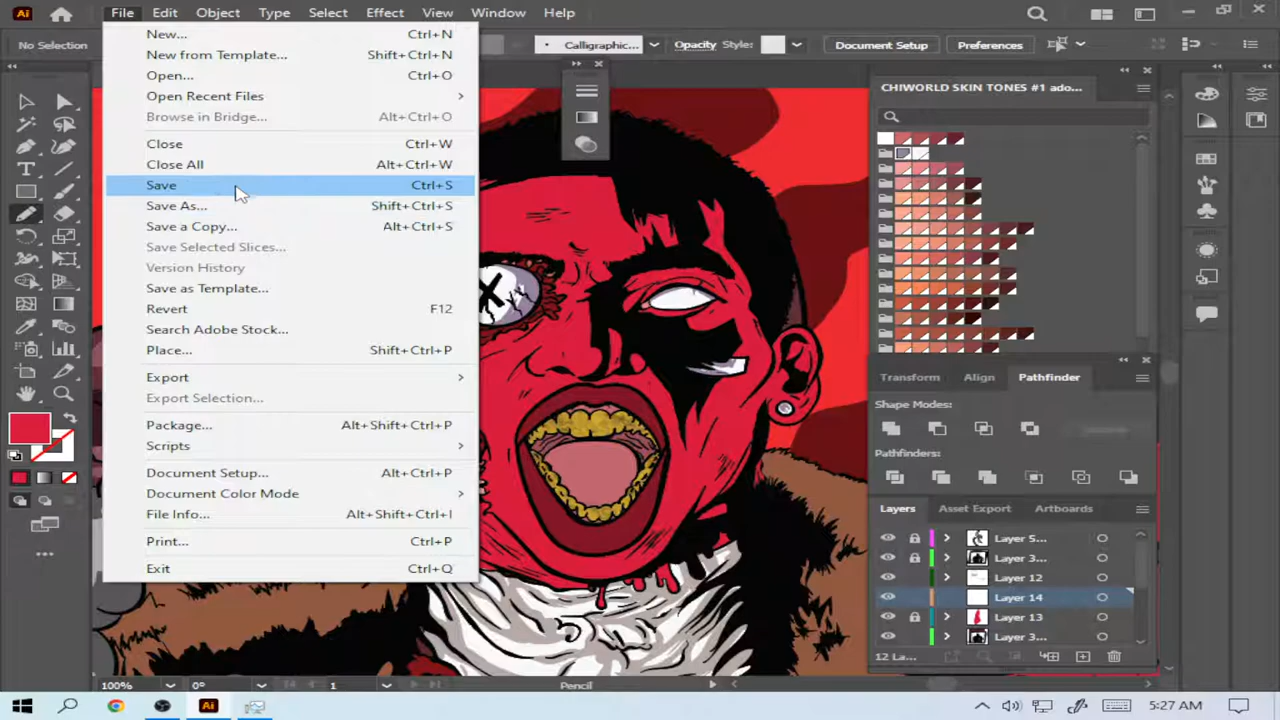 Ai File Edit Object Type Select Effect View Window Help
No Selection Calligraphic... Opacity Style: Document Setup Preferences
New... Ctrl+N
New from Template... Shift+Ctrl+N
Open... Ctrl+O
Open Recent Files
Browse in Bridge... Alt+Ctrl+O
Close Ctrl+W
Close All Alt+Ctrl+W
Save Ctrl+S
Save As... Shift+Ctrl+S
Save a Copy... Alt+Ctrl+S
Save Selected Slices...
Version History
Save as Template...
Revert F12
Search Adobe Stock...
Place... Shift+Ctrl+P
Export
Export Selection...
Package... Alt+Shift+Ctrl+P
Scripts
Document Setup... Alt+Ctrl+P
Document Color Mode
File Info... Alt+Shift+Ctrl+I
Print... Ctrl+P
Exit Ctrl+Q
CHIWORLD SKIN TONES #1 ado...
Transform Align Pathfinder
Shape Modes:
Pathfinders:
Layers Asset Export Artboards
Layer 5...
Layer 3...
Layer 12
Layer 14
Layer 13
Layer 3...
12 La...
100% 0° 1 Pencil
Ai 5:27 AM